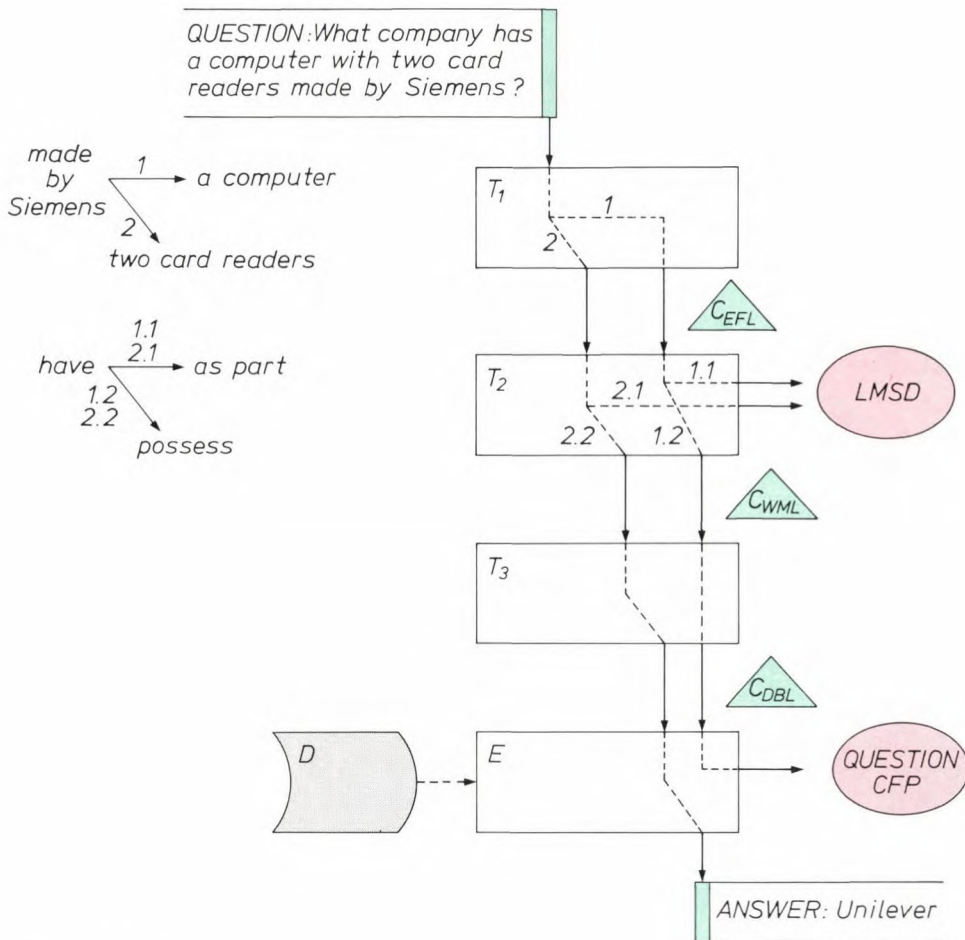 QUESTION: What company has
a computer with two card
readers made by Siemens ?
made
by
Siemens
1
a computer
2
two card readers
1.1
2.1
have
as part
1.2
2.2
possess
T1
1
2
CEFL
T2
1.1
2.1
2.2
1.2
LMSD
CWML
T3
CDBL
D
E
QUESTION
CFP
ANSWER: Unilever